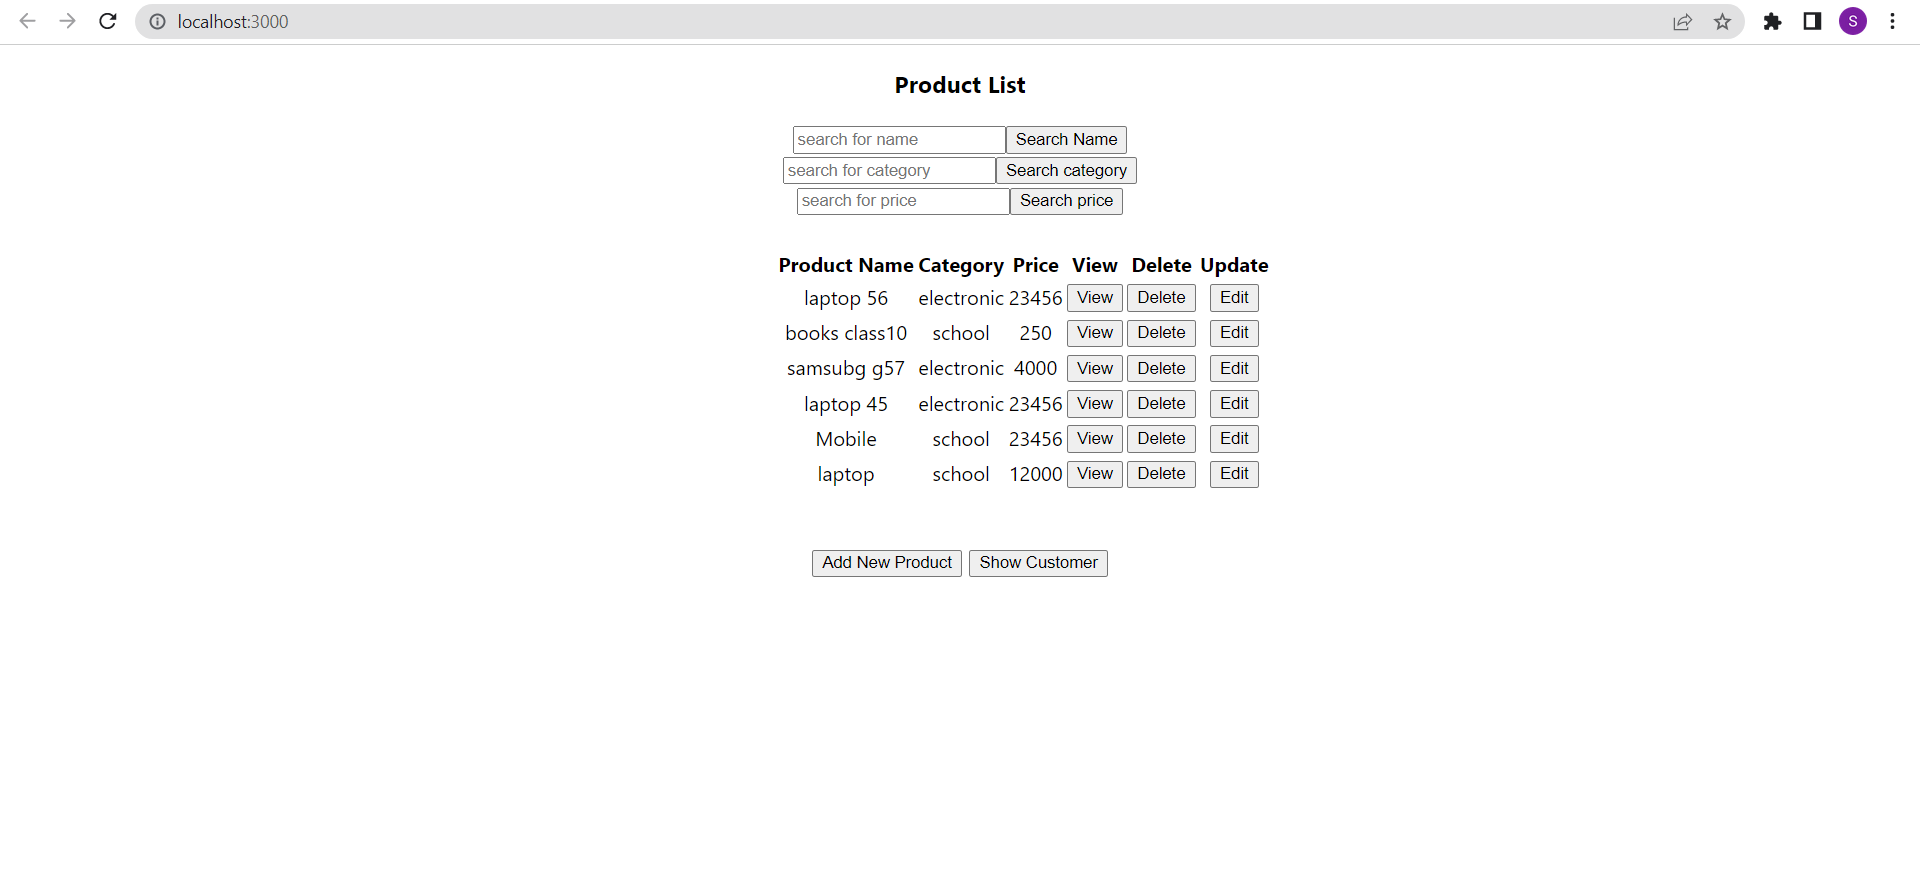 localhost:3000
S
Product List
search for name Search Name
search for category Search category
search for price Search price
Product Name Category Price View Delete Update
laptop 56 electronic 23456 View Delete Edit
books class10 school 250 View Delete Edit
samsubg g57 electronic 4000 View Delete Edit
laptop 45 electronic 23456 View Delete Edit
Mobile school 23456 View Delete Edit
laptop school 12000 View Delete Edit
Add New Product Show Customer